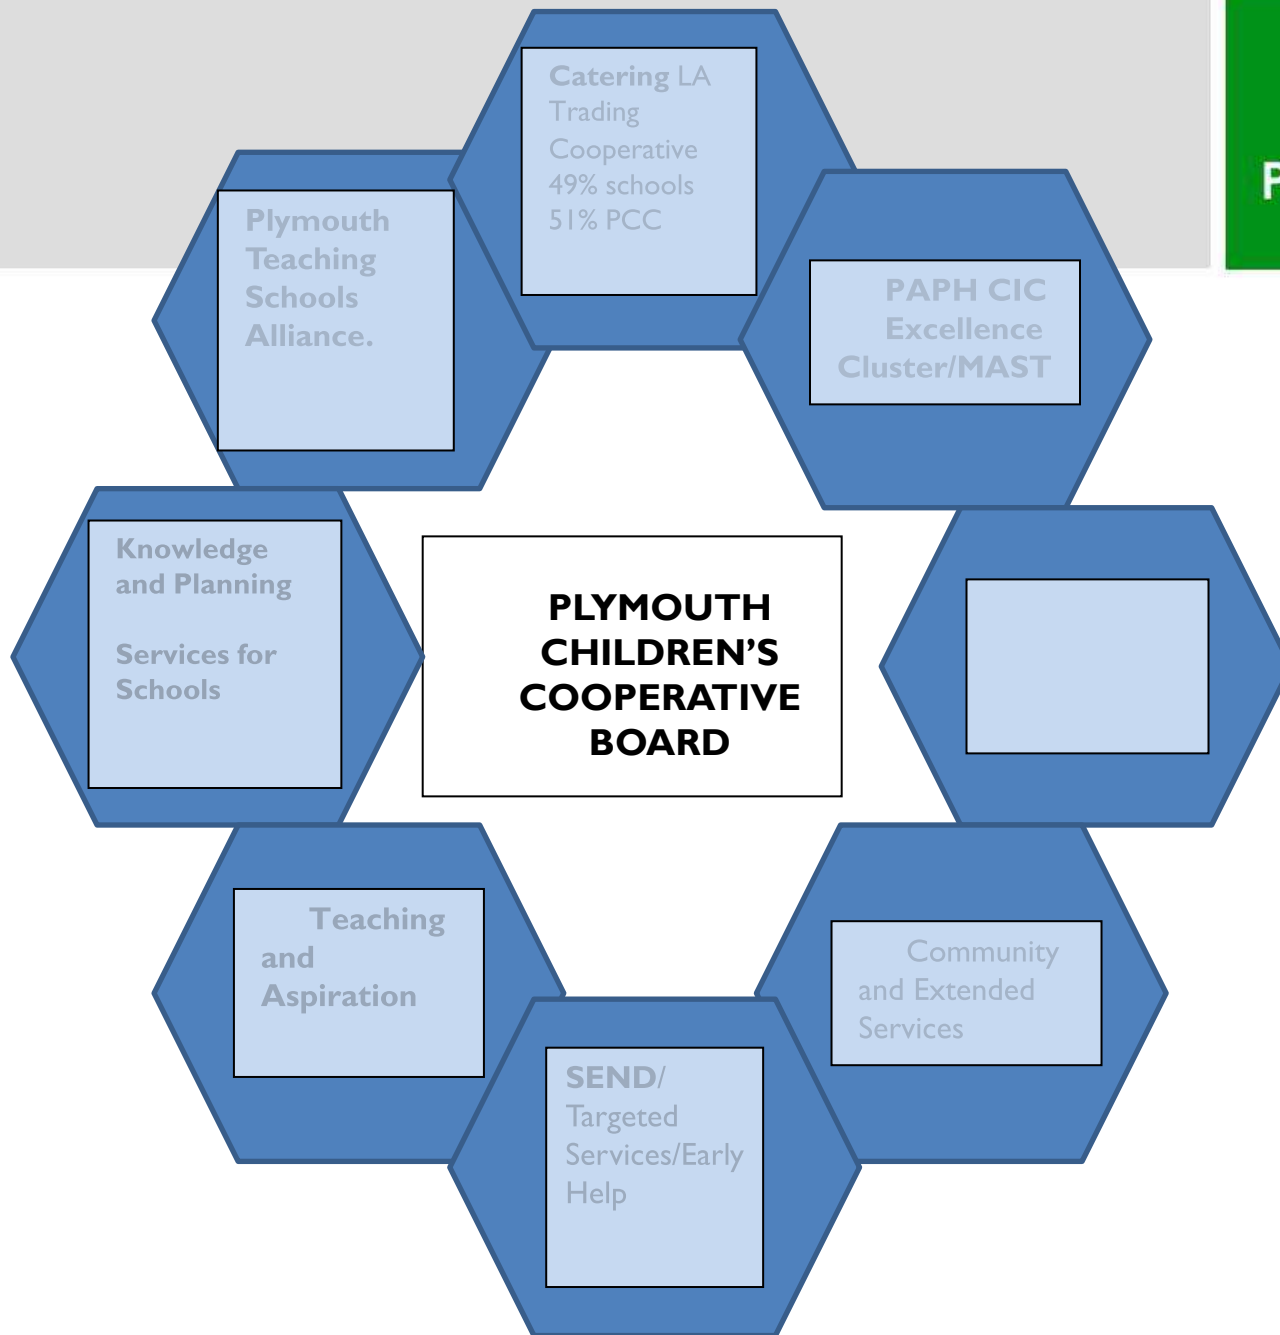 Catering LA
Trading
Cooperative
49% schools
51% PCC
P
Plymouth
Teaching
Schools
Alliance.
PAPH CIC
Excellence
Cluster/MAST
Knowledge
and Planning
Services for
Schools
PLYMOUTH
CHILDREN’S
COOPERATIVE
BOARD
Teaching
and
Aspiration
Community
and Extended
Services
SEND/
Targeted
Services/Early
Help